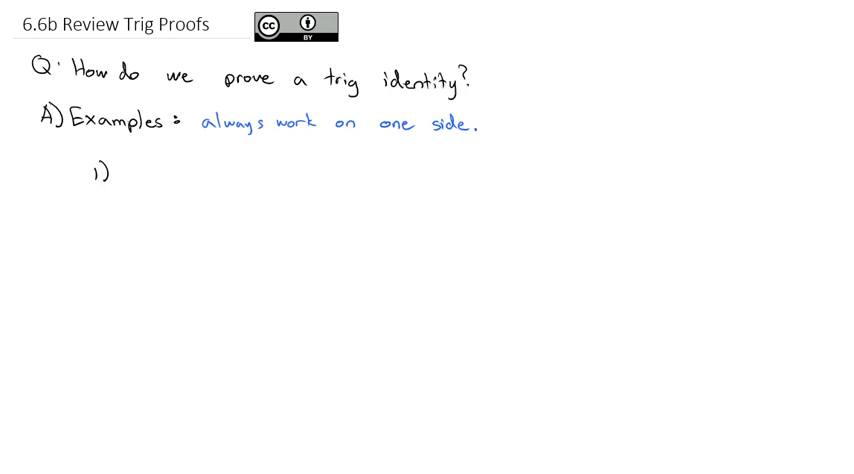 6.6b Review Trig Proofs
cc BY
Q: How do we prove a trig identity?
A) Examples: always work on one side.
1)